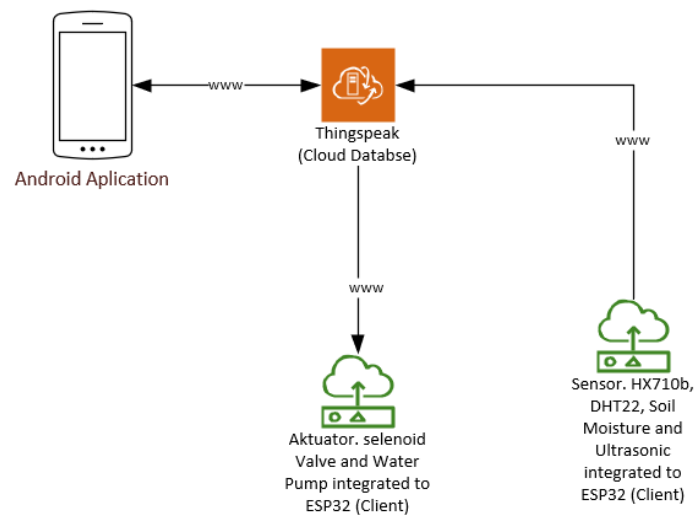 www
Thingspeak
(Cloud Databse)
Android Aplication
www
www
Aktuator. selenoid
Valve and Water
Pump integrated to
ESP32 (Client)
Sensor. HX710b,
DHT22, Soil
Moisture and
Ultrasonic
integrated to
ESP32 (Client)